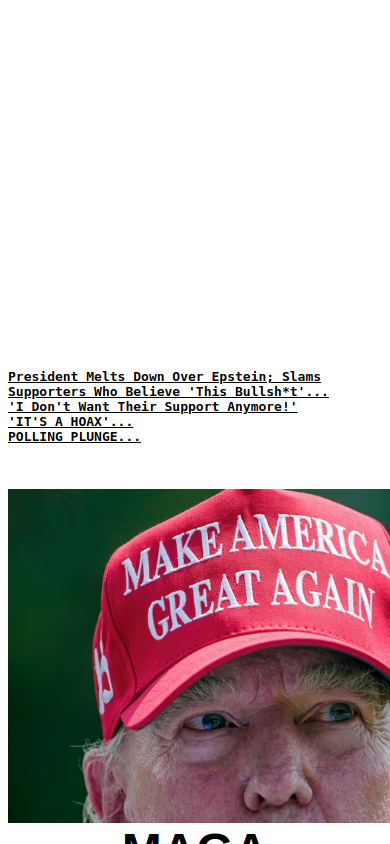 President Melts Down Over Epstein; Slams
Supporters Who Believe 'This Bullsh*t'...
'I Don't Want Their Support Anymore!'
'IT'S A HOAX'...
POLLING PLUNGE...
MAKE AMERICA
GREAT AGAIN
MAGA